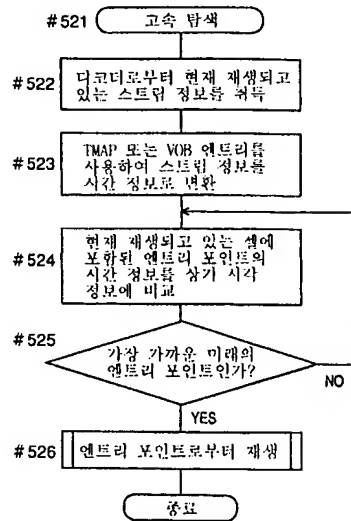 #521
고속 탐색
#522
디코더로부터 현재 재생되고
있는 스트림 정보를 취득
#523
TMAP 또는 VOB 엔트리를
사용하여 스트림 정보를
시간 정보로 변환
#524
현재 재생되고 있는 셀에
포함된 엔트리 포인트의
시간 정보를 상기 시각
정보에 비교
#525
가장 가까운 미래의
엔트리 포인트인가?
NO
YES
#526
엔트리 포인트로부터 재생
종료